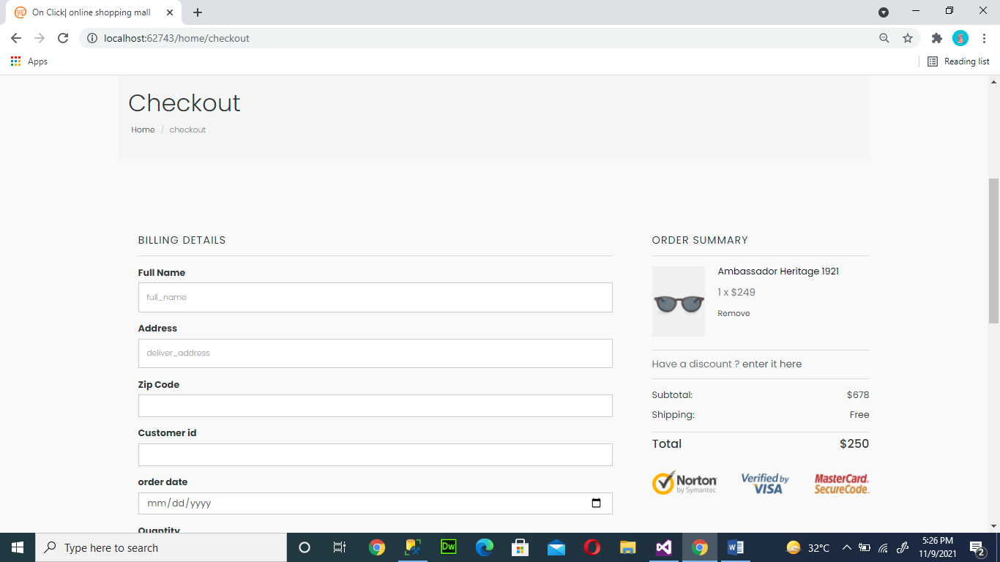 On Click| online shopping mall
localhost:62743/home/checkout
Apps
Reading list
Checkout
Home / checkout
BILLING DETAILS
Full Name
full_name
Address
deliver_address
Zip Code
Customer id
order date
mm/dd/yyyy
Quantity
ORDER SUMMARY
Ambassador Heritage 1921
1 x $249
Remove
Have a discount ? enter it here
Subtotal: $678
Shipping: Free
Total $250
Norton
by Symantec
Verified by
VISA
MasterCard.
SecureCode.
Type here to search
Dw
32°C
5:26 PM
11/9/2021
2